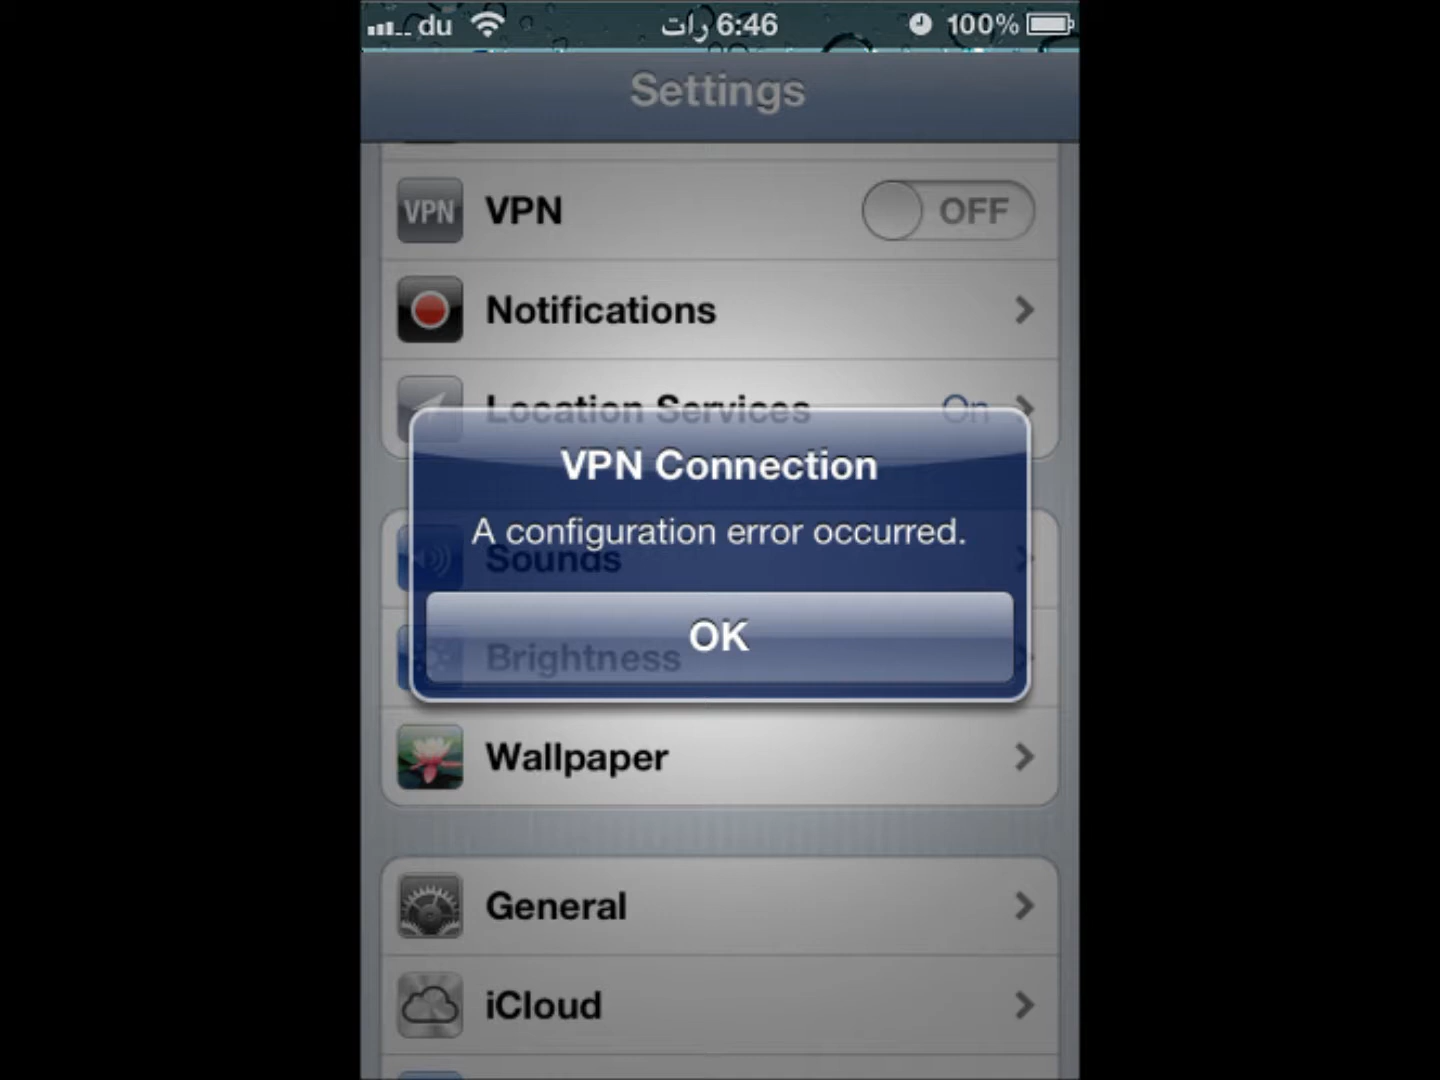 du 6:46 رات 100%
Settings
VPN VPN OFF
Notifications
Location Services On
VPN Connection
A configuration error occurred.
Sounds
OK
Brightness
Wallpaper
General
iCloud